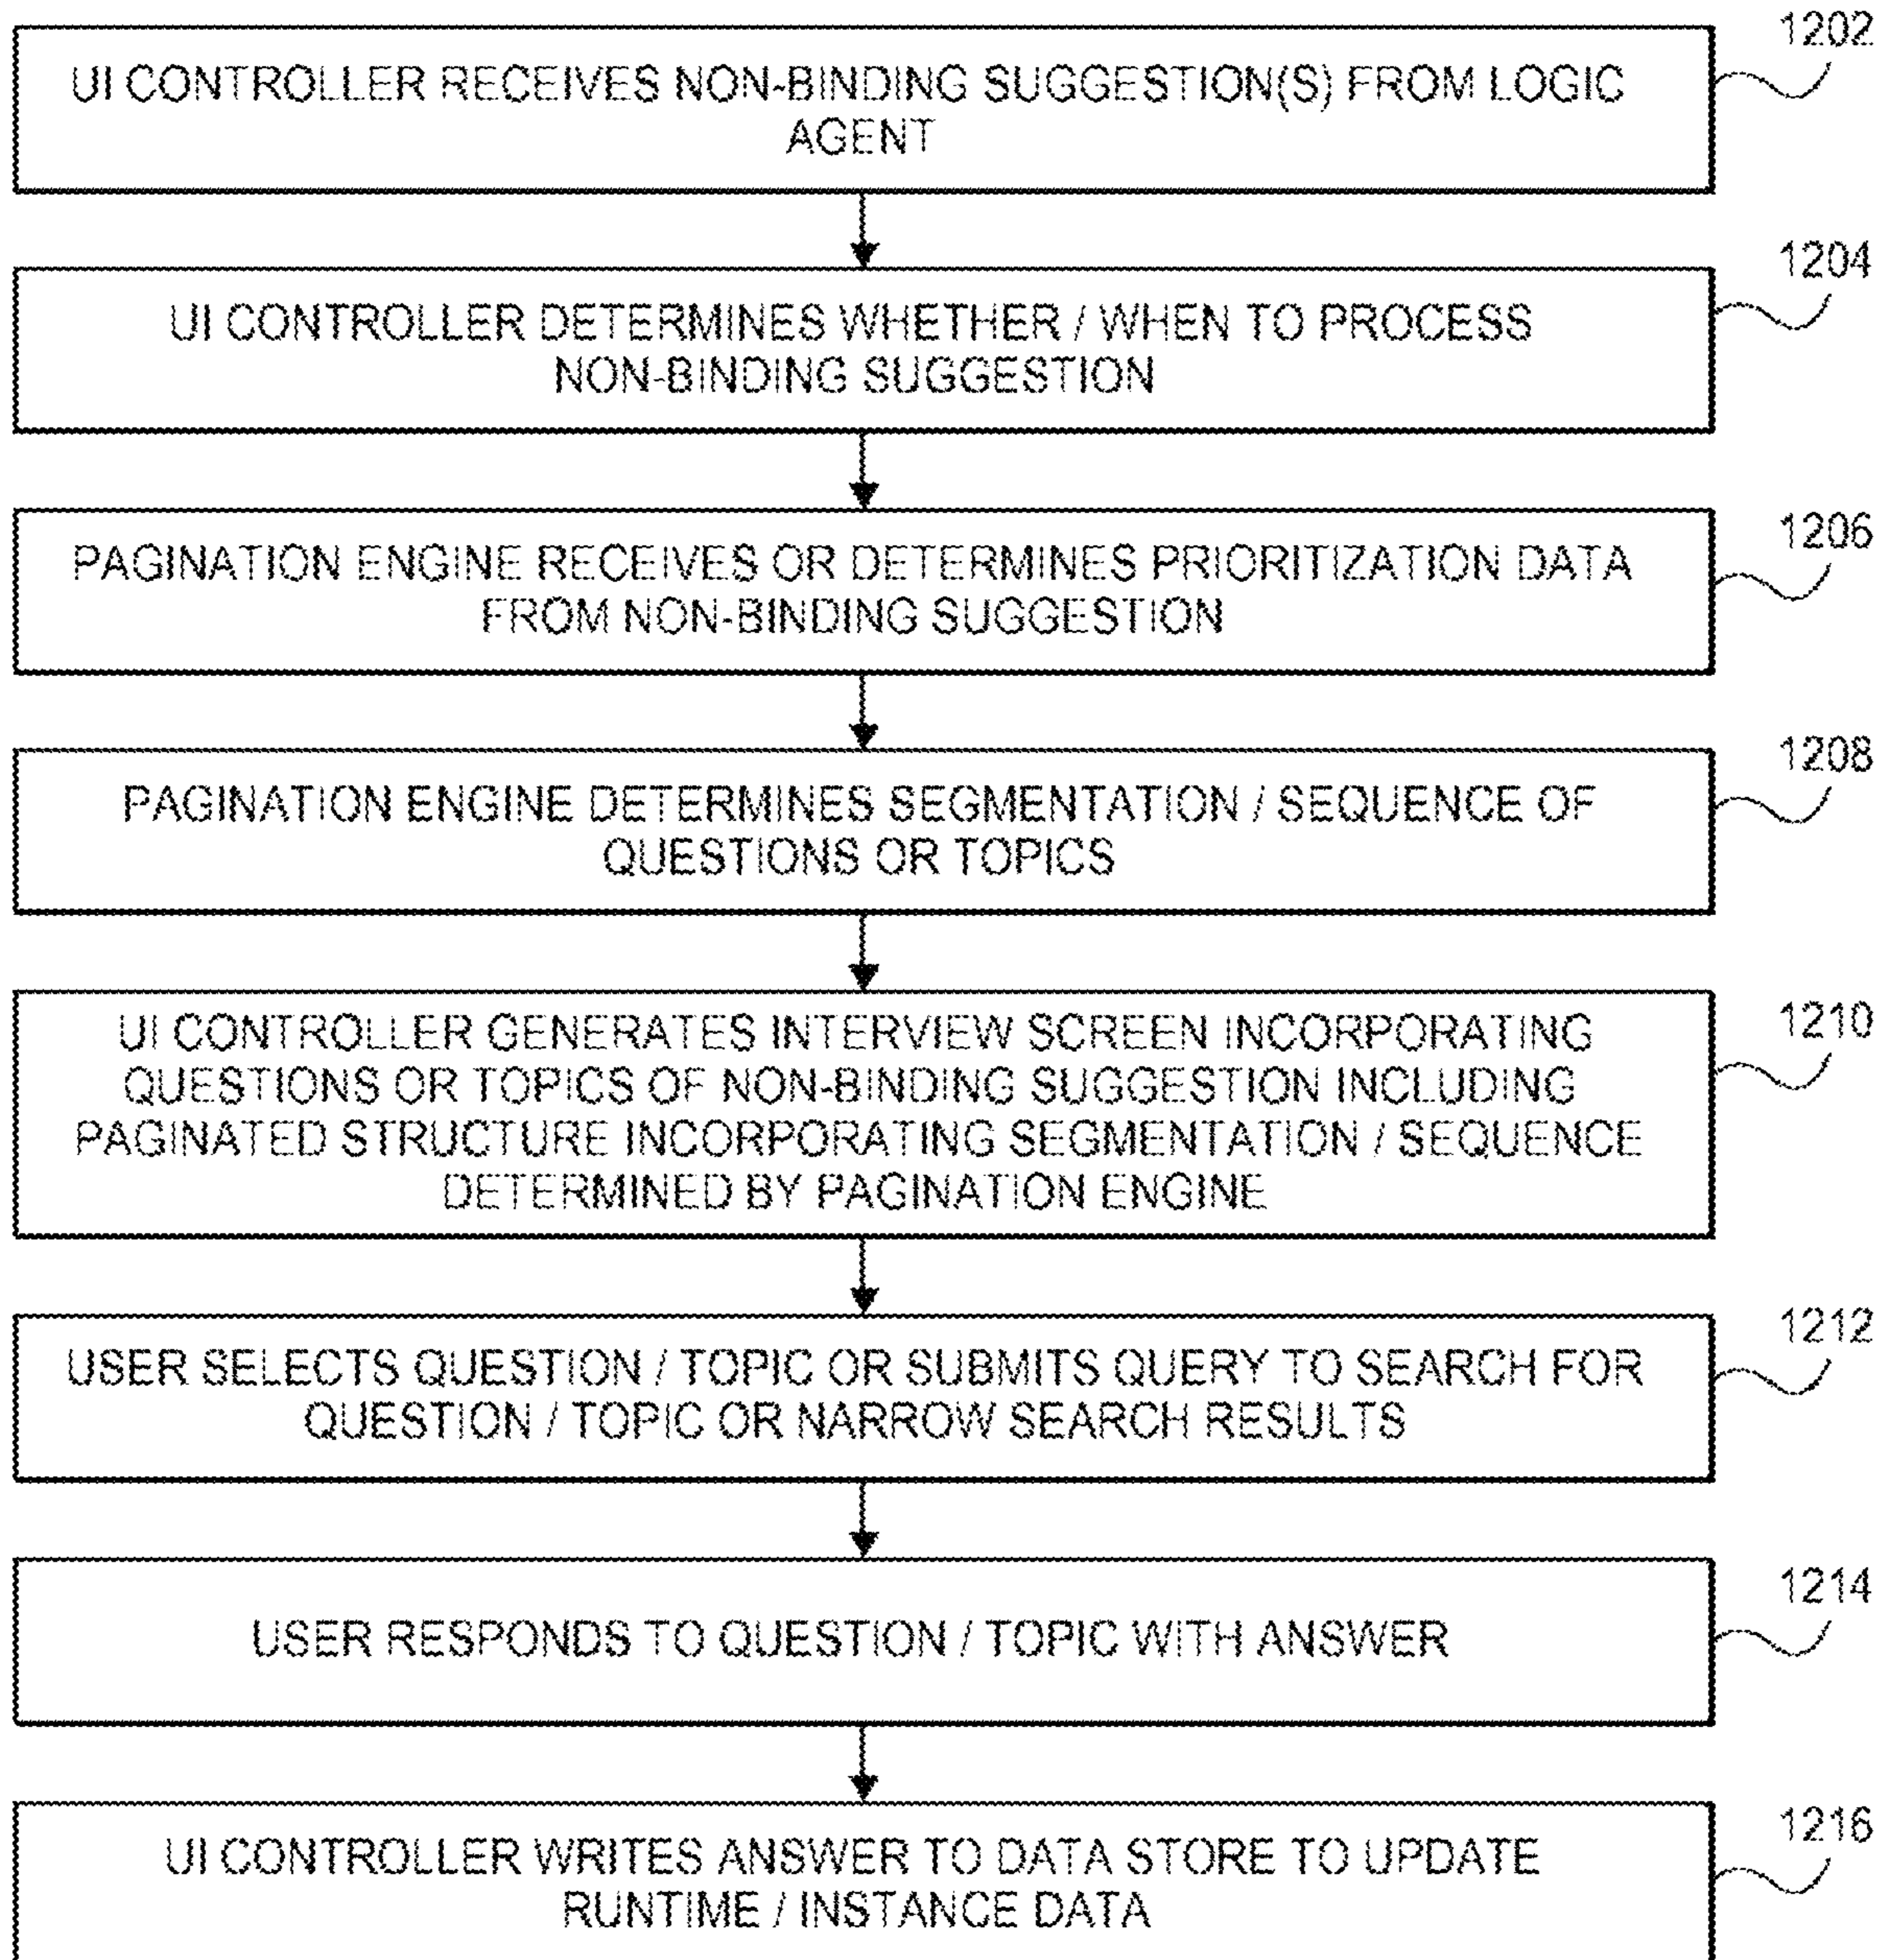 1202
UI CONTROLLER RECEIVES NON-BINDING SUGGESTION(S) FROM LOGIC
AGENT
1204
UI CONTROLLER DETERMINES WHETHER / WHEN TO PROCESS
NON-BINDING SUGGESTION
1206
PAGINATION ENGINE RECEIVES OR DETERMINES PRIORITIZATION DATA
FROM NON-BINDING SUGGESTION
1208
PAGINATION ENGINE DETERMINES SEGMENTATION / SEQUENCE OF
QUESTIONS OR TOPICS
1210
UI CONTROLLER GENERATES INTERVIEW SCREEN INCORPORATING
QUESTIONS OR TOPICS OF NON-BINDING SUGGESTION INCLUDING
PAGINATED STRUCTURE INCORPORATING SEGMENTATION / SEQUENCE
DETERMINED BY PAGINATION ENGINE
1212
USER SELECTS QUESTION / TOPIC OR SUBMITS QUERY TO SEARCH FOR
QUESTION / TOPIC OR NARROW SEARCH RESULTS
1214
USER RESPONDS TO QUESTION / TOPIC WITH ANSWER
1216
UI CONTROLLER WRITES ANSWER TO DATA STORE TO UPDATE
RUNTIME / INSTANCE DATA